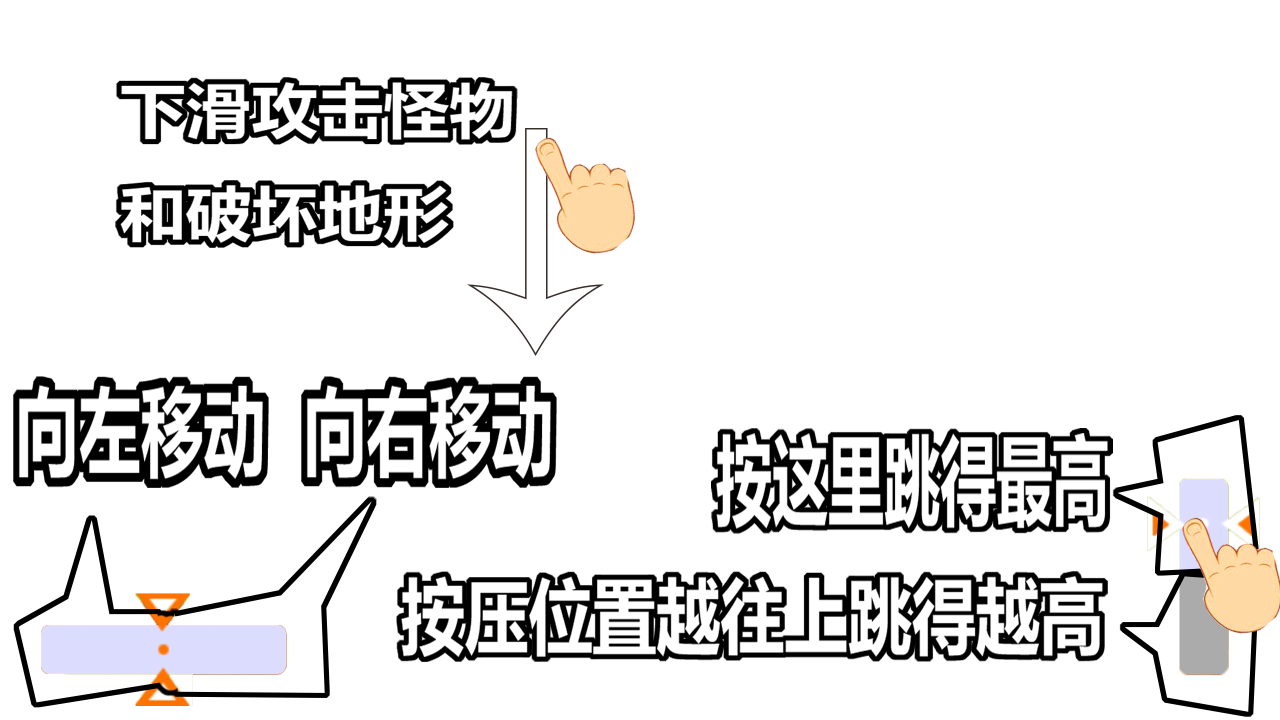 下滑攻击怪物
和破坏地形
向左移动 向右移动
按这里跳得最高
按压位置越往上跳得越高